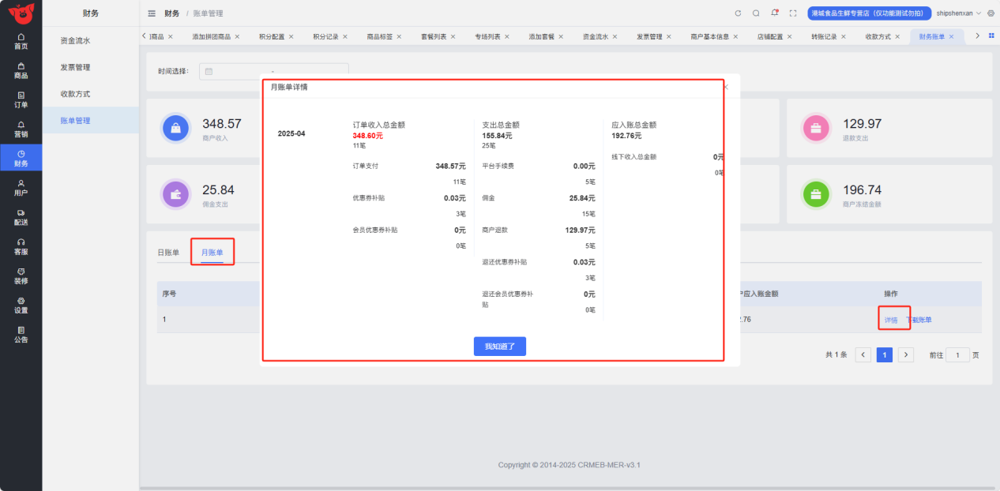 财务
财务 / 账单管理
港城食品生鲜专营店（仅功能测试勿拍）
shipshenxan
首页
商品
订单
营销
财务
用户
配送
客服
装修
设置
公告
资金流水
发票管理
收款方式
账单管理
商品 ×
添加拼团商品 ×
积分配置 ×
积分记录 ×
商品标签 ×
套餐列表 ×
专场列表 ×
添加套餐 ×
资金流水 ×
发票管理 ×
商户基本信息 ×
店铺配置 ×
转账记录 ×
收款方式 ×
财务账单 ×
时间选择：
-
348.57
商户收入
129.97
退款支出
25.84
佣金支出
196.74
商户冻结金额
日账单
月账单
序号
应入账金额
操作
1
.76
详情
下载账单
共 1 条
1
前往 1 页
月账单详情
2025-04
订单收入总金额
348.60元
11笔
订单支付 348.57元
11笔
优惠券补贴 0.03元
3笔
会员优惠券补贴 0元
0笔
支出总金额
155.84元
25笔
平台手续费 0.00元
5笔
佣金 25.84元
15笔
商户退款 129.97元
5笔
退还优惠券补贴 0.03元
3笔
退还会员优惠券补贴 0元
0笔
应入账总金额
192.76元
线下收入总金额 0元
0笔
我知道了
Copyright © 2014-2025 CRMEB-MER-v3.1